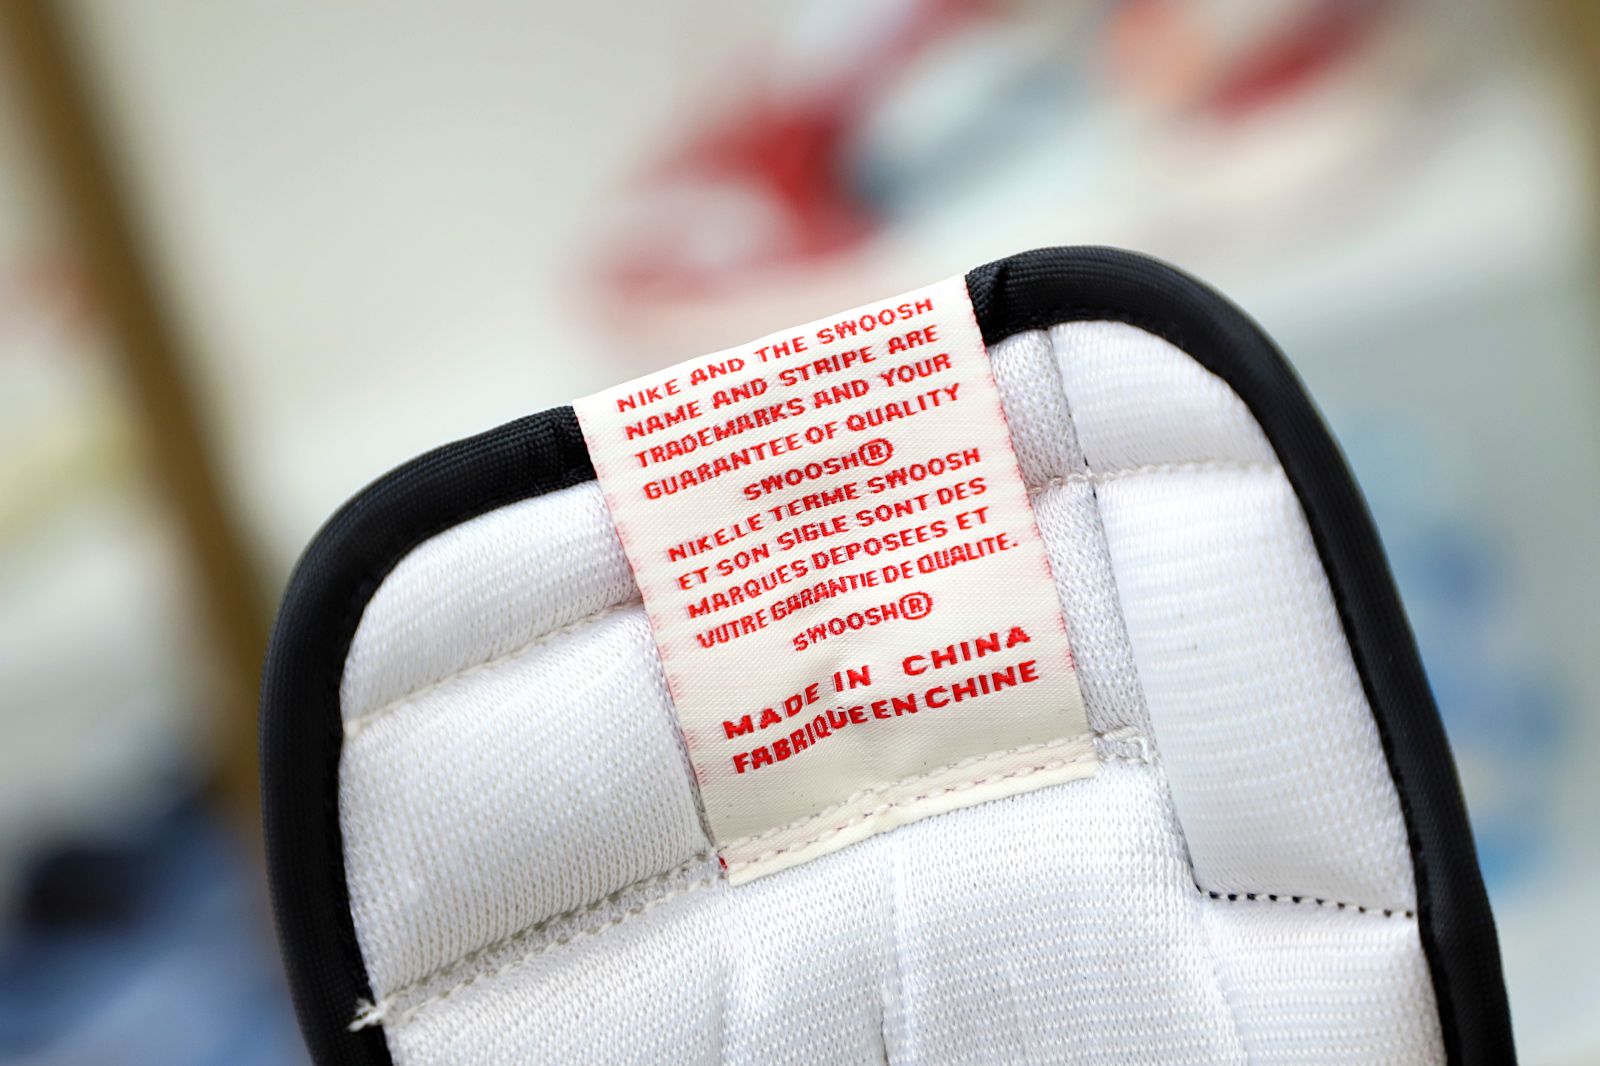 NIKE AND THE SWOOSH
NAME AND STRIPE ARE
TRADEMARKS AND YOUR
GUARANTEE OF QUALITY
SWOOSH®
NIKE.LE TERME SWOOSH
ET SON SIGLE SONT DES
MARQUES DEPOSEES ET
VUTRE GARANTIE DE QUALITE.
SWOOSH®
MADE IN CHINA
FABRIQUE EN CHINE